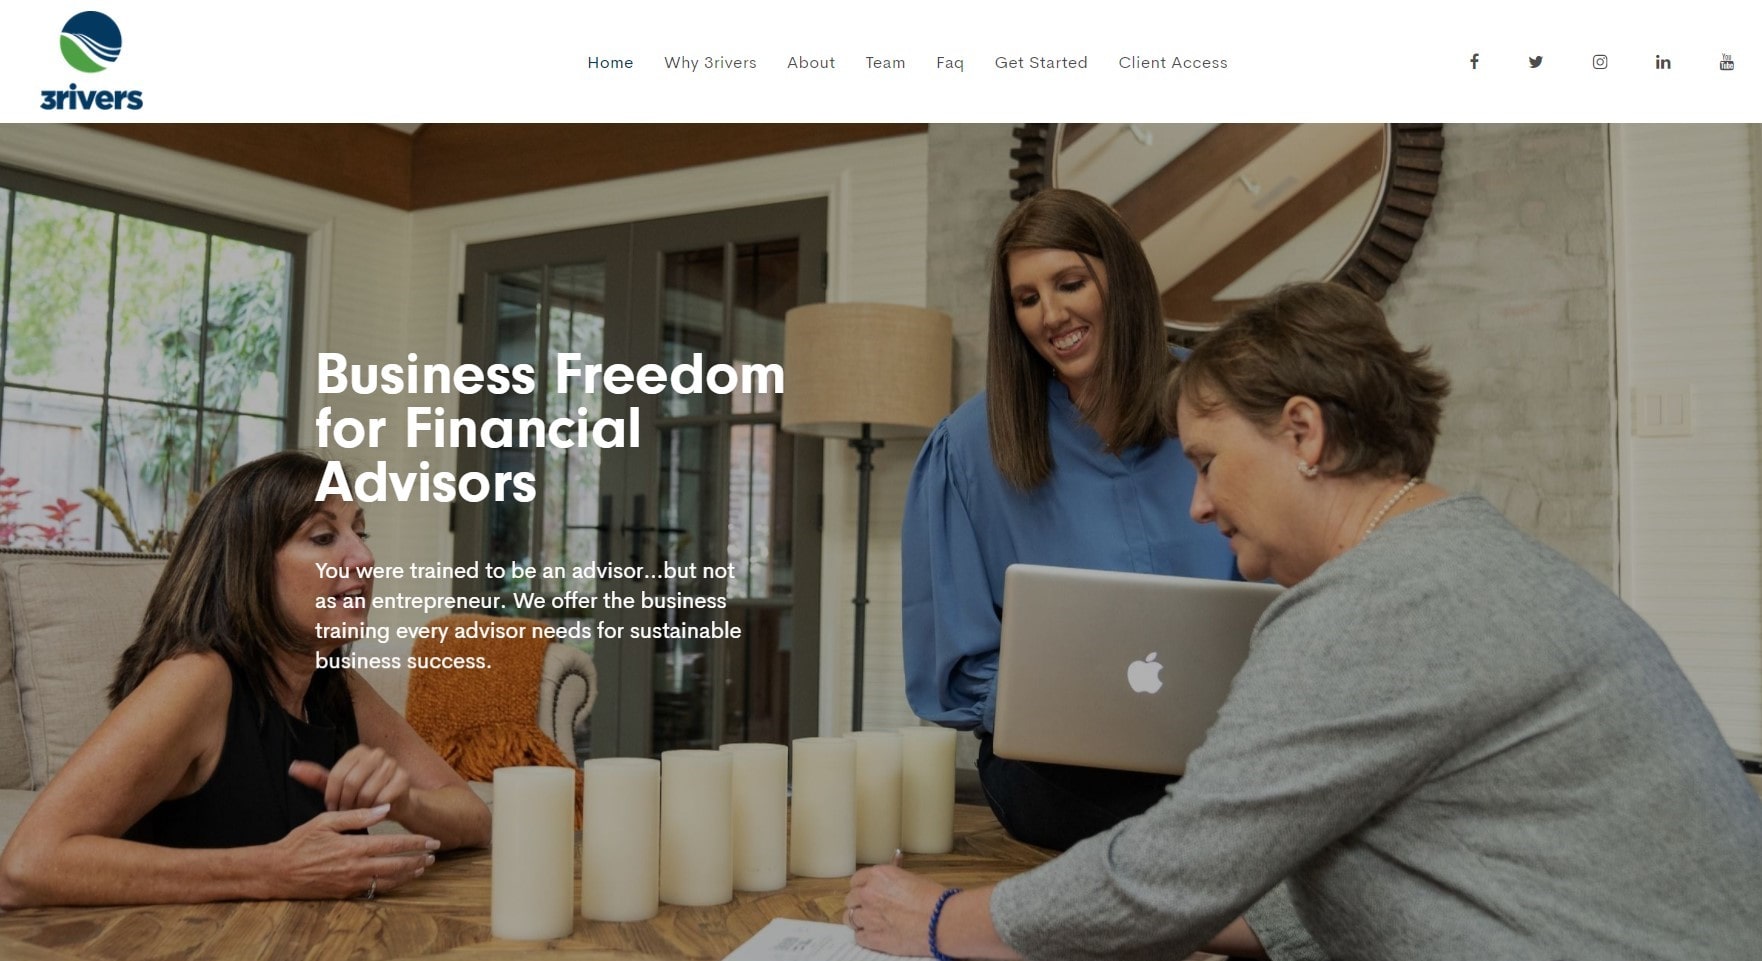 3rivers
Home Why 3rivers About Team Faq Get Started Client Access
You
Tube
Business Freedom
for Financial
Advisors
You were trained to be an advisor...but not
as an entrepreneur. We offer the business
training every advisor needs for sustainable
business success.